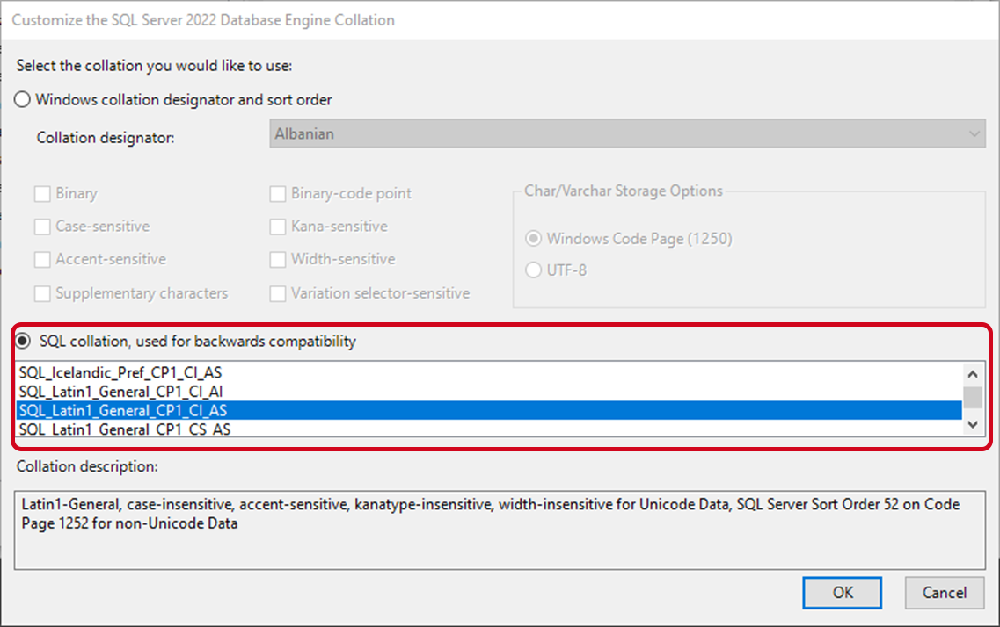 Customize the SQL Server 2022 Database Engine Collation
Select the collation you would like to use:
Windows collation designator and sort order
Collation designator:
Albanian
Binary
Binary-code point
Char/Varchar Storage Options
Case-sensitive
Kana-sensitive
Windows Code Page (1250)
Accent-sensitive
Width-sensitive
UTF-8
Supplementary characters
Variation selector-sensitive
SQL collation, used for backwards compatibility
SQL_Icelandic_Pref_CP1_CI_AS
SQL_Latin1_General_CP1_CI_AI
SQL_Latin1_General_CP1_CI_AS
SQL_Latin1_General_CP1_CS_AS
Collation description:
Latin1-General, case-insensitive, accent-sensitive, kanatype-insensitive, width-insensitive for Unicode Data, SQL Server Sort Order 52 on Code
Page 1252 for non-Unicode Data
OK
Cancel